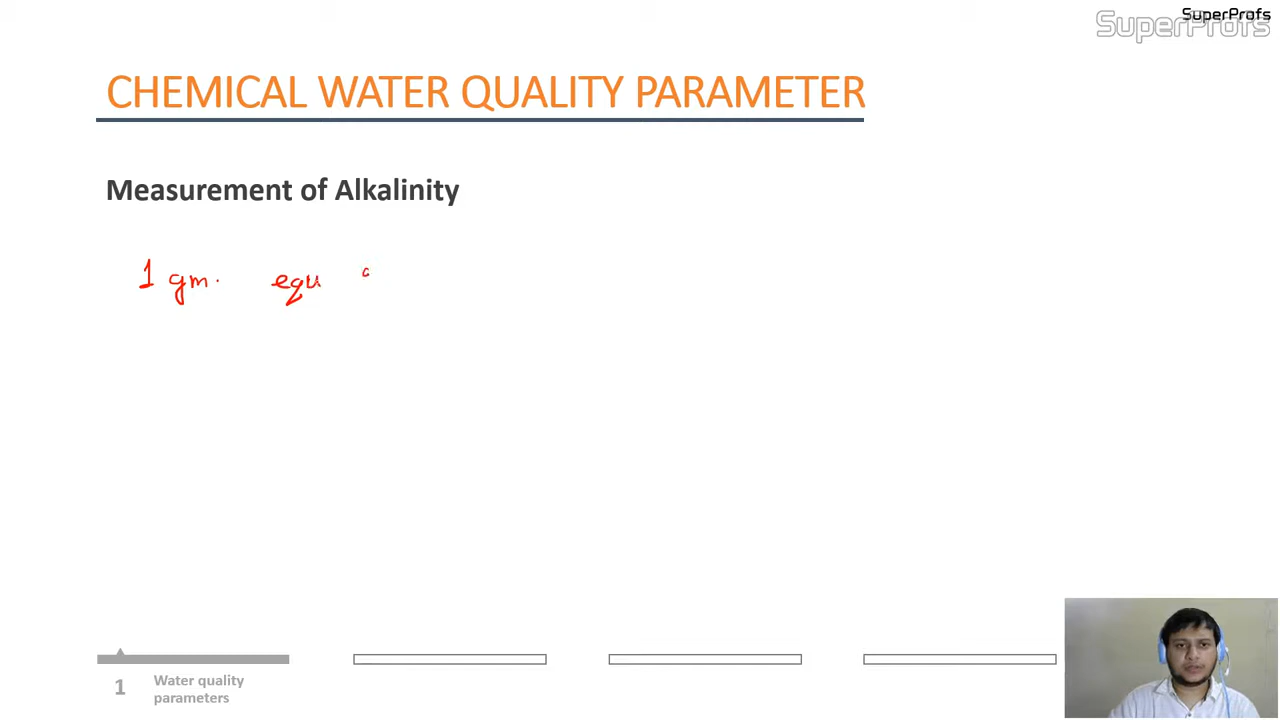 SuperProfs
SuperProfs
CHEMICAL WATER QUALITY PARAMETER
Measurement of Alkalinity
1 gm. equ
1 Water quality
parameters